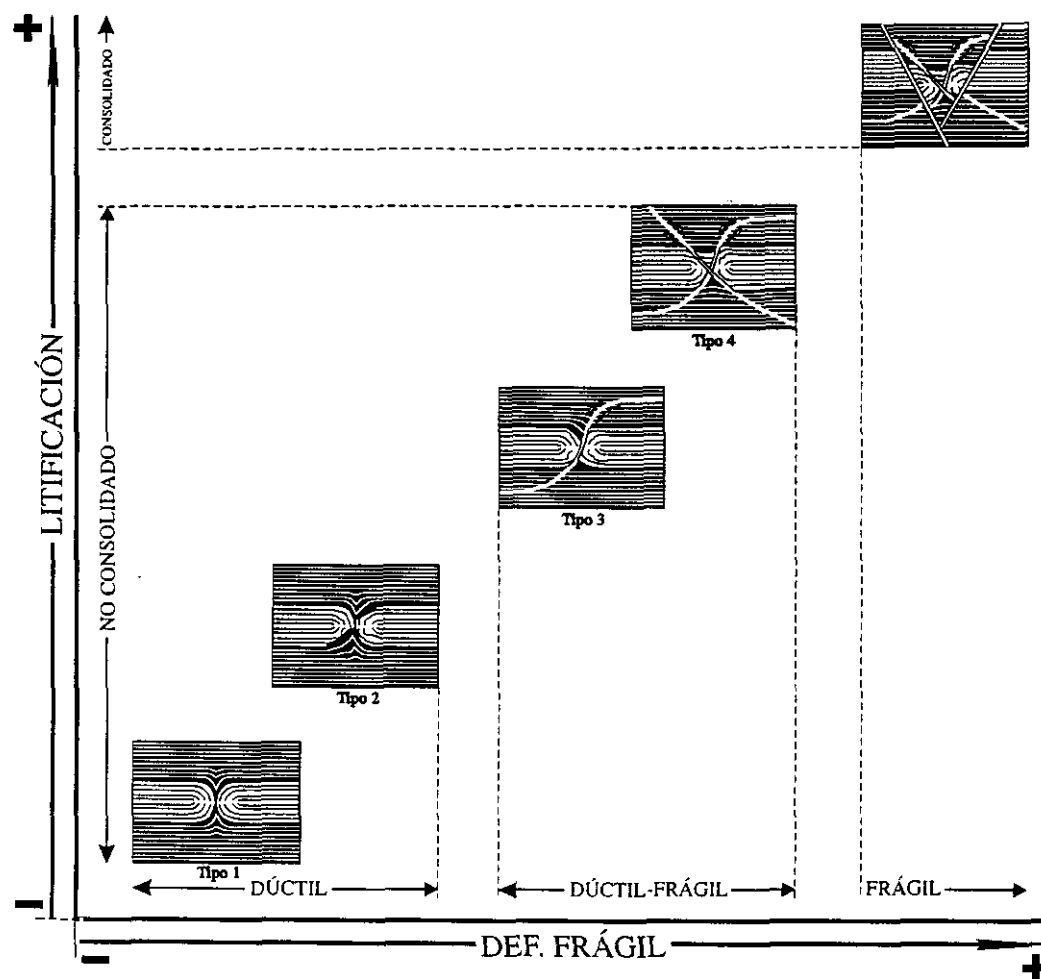 +
CONSOLIDADO
LITIFICACIÓN
NO CONSOLIDADO
Tipo 4
Tipo 3
Tipo 2
Tipo 1
DÚCTIL
DÚCTIL-FRÁGIL
FRÁGIL
−
− DEF. FRÁGIL +